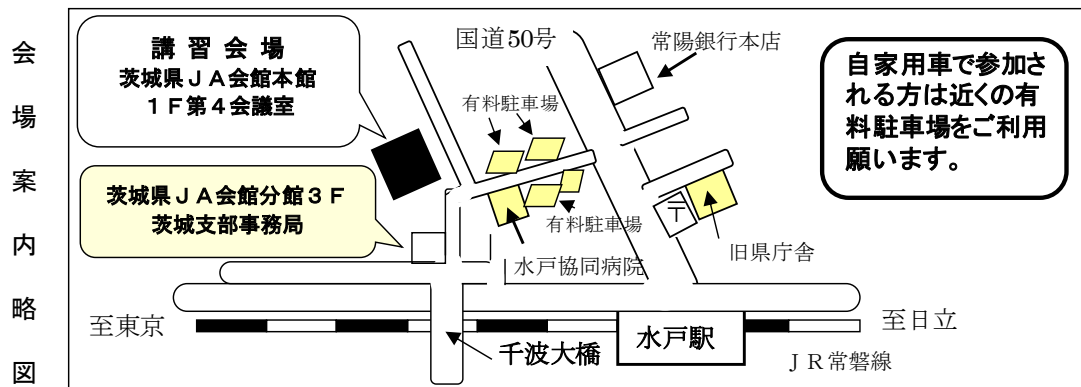 会場案内略図
講 習 会 場
茨城県ＪＡ会館本館
１Ｆ第４会議室
茨城県ＪＡ会館分館３Ｆ
茨城支部事務局
国道50号
常陽銀行本店
有料駐車場
有料駐車場
〒
旧県庁舎
水戸協同病院
自家用車で参加さ
れる方は近くの有
料駐車場をご利用
願います。
至東京
千波大橋
水戸駅
至日立
ＪＲ常磐線